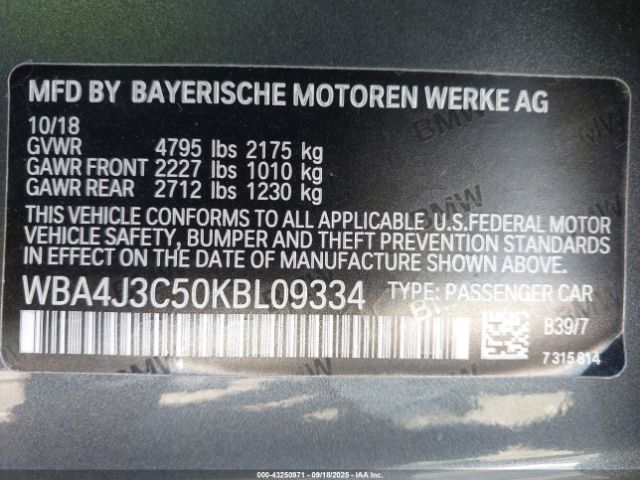 MFD BY BAYERISCHE MOTOREN WERKE AG
10/18
GVWR 4795 lbs 2175 kg
GAWR FRONT 2227 lbs 1010 kg
GAWR REAR 2712 lbs 1230 kg
THIS VEHICLE CONFORMS TO ALL APPLICABLE U.S.FEDERAL MOTOR
VEHICLE SAFETY, BUMPER AND THEFT PREVENTION STANDARDS
IN EFFECT ON THE DATE OF MANUFACTURE SHOWN ABOVE.
WBA4J3C50KBL09334 TYPE: PASSENGER CAR
B39/7
7315814
BMW
BMW
BMW
000-43250971 - 09/18/2025 - IAA Inc.